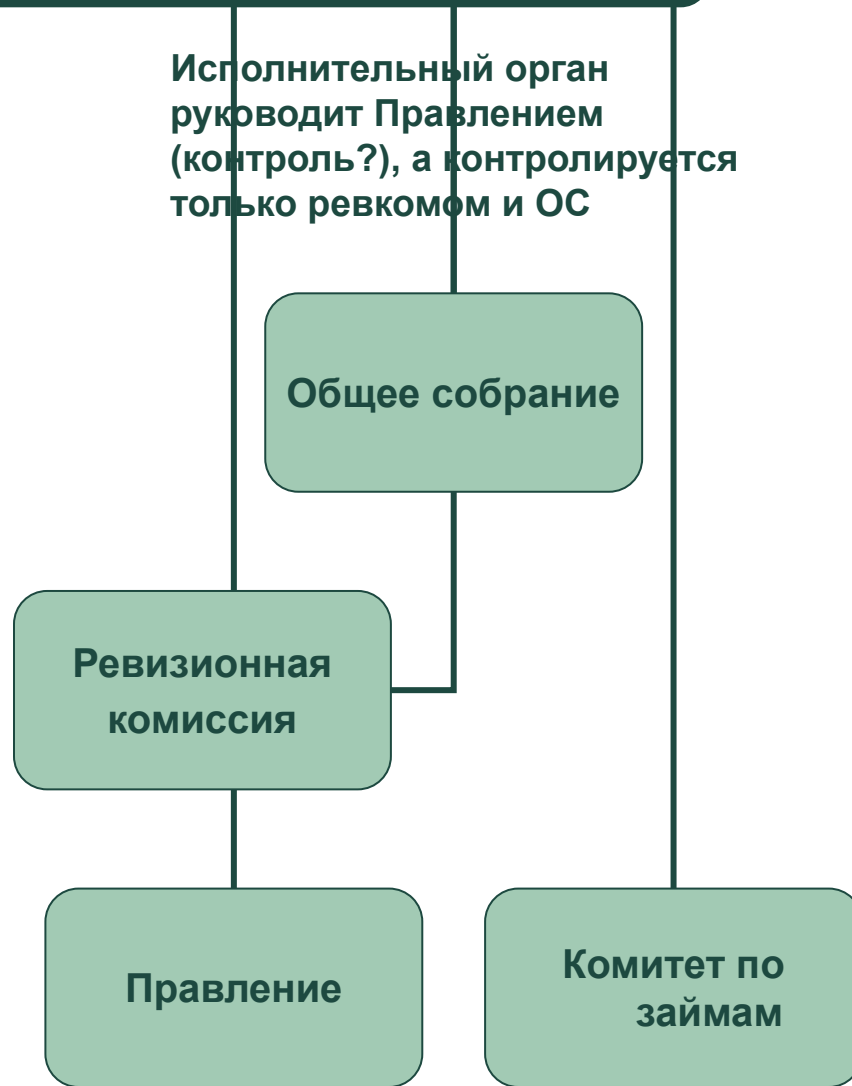 Исполнительный орган
руководит Правлением
(контроль?), а контролируется
только ревкомом и ОС
Общее собрание
Ревизионная
комиссия
Правление
Комитет по
займам